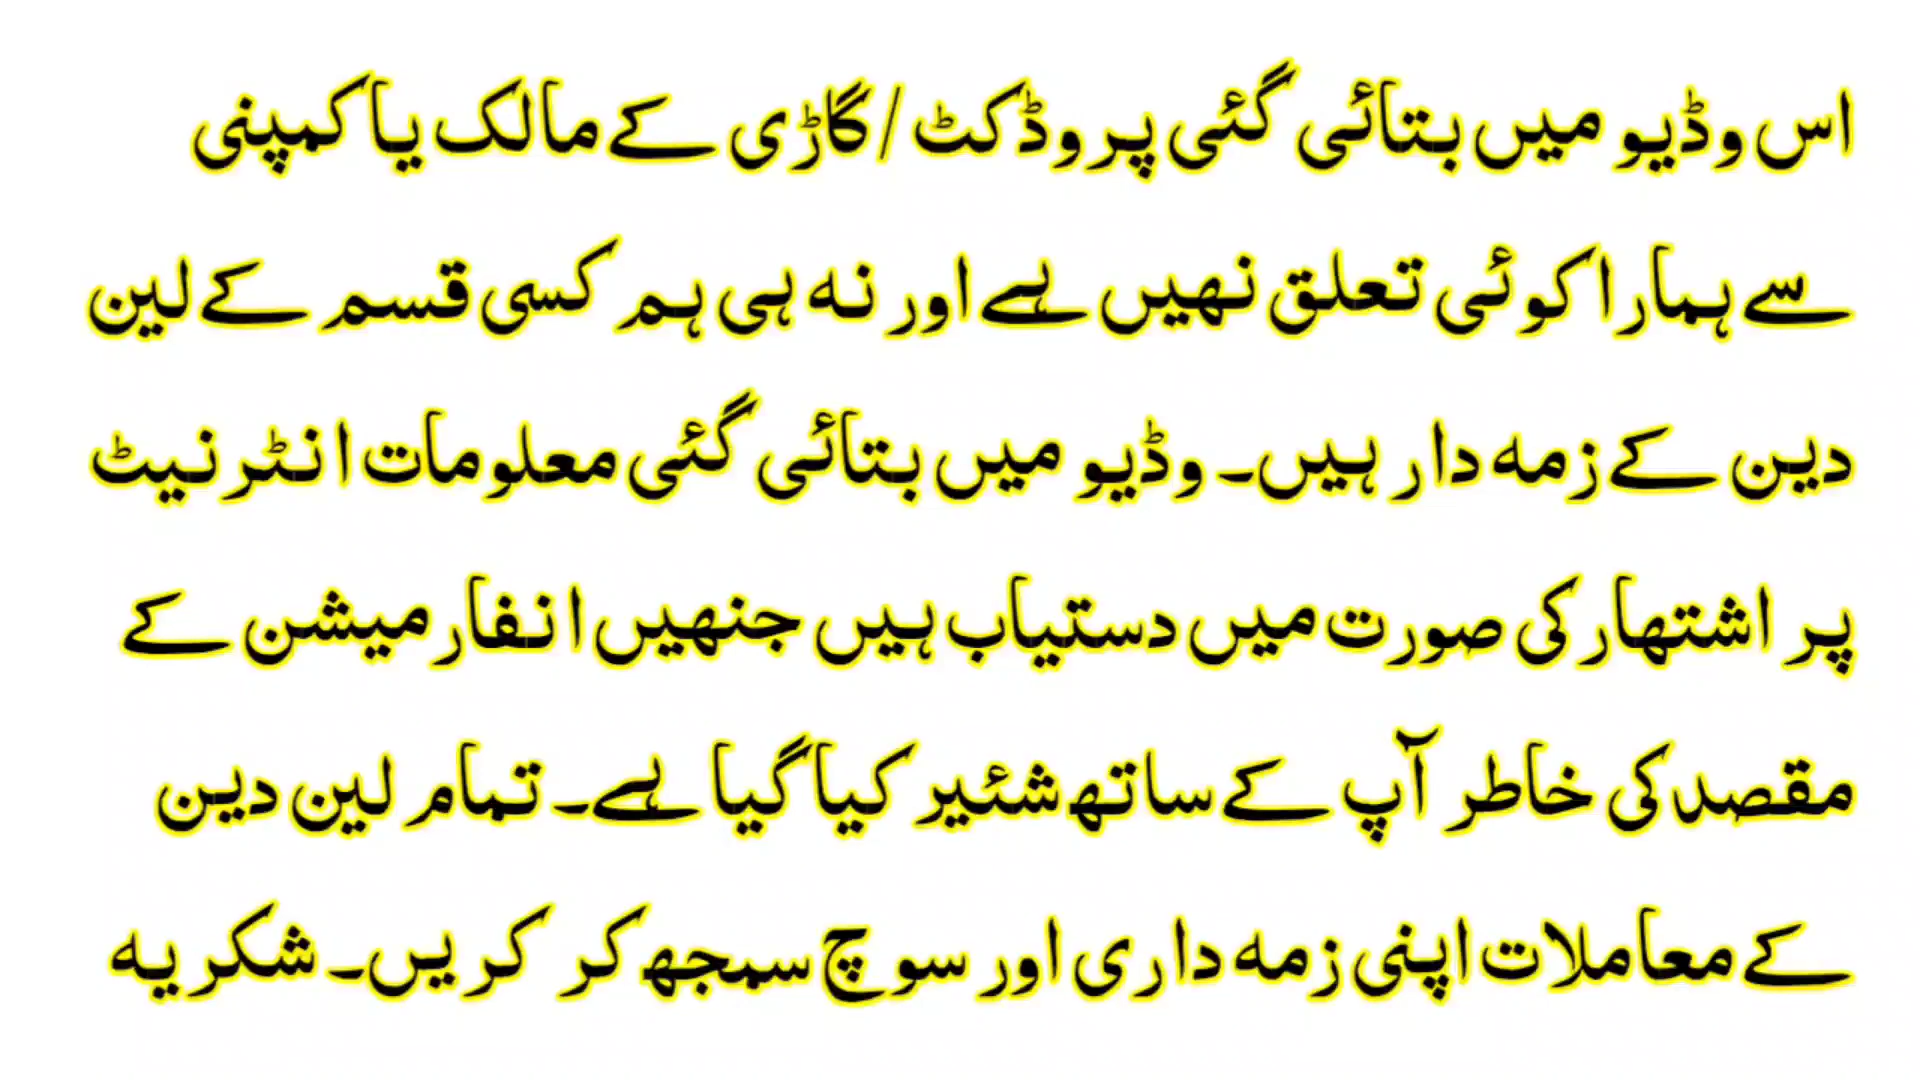 اس وڈیو میں بتائی گئی پروڈکٹ/گاڑی کے مالک یا کمپنی
سے ہمارا کوئی تعلق نہیں ہے اور نہ ہی ہم کسی قسم کے لین
دین کے زمہ دار ہیں۔ وڈیو میں بتائی گئی معلومات انٹرنیٹ
پر اشتھار کی صورت میں دستیاب ہیں جنھیں انفارمیشن کے
مقصد کی خاطر آپ کے ساتھ شئیر کیا گیا ہے۔ تمام لین دین
کے معاملات اپنی زمہ داری اور سوچ سمجھ کر کریں۔ شکریہ